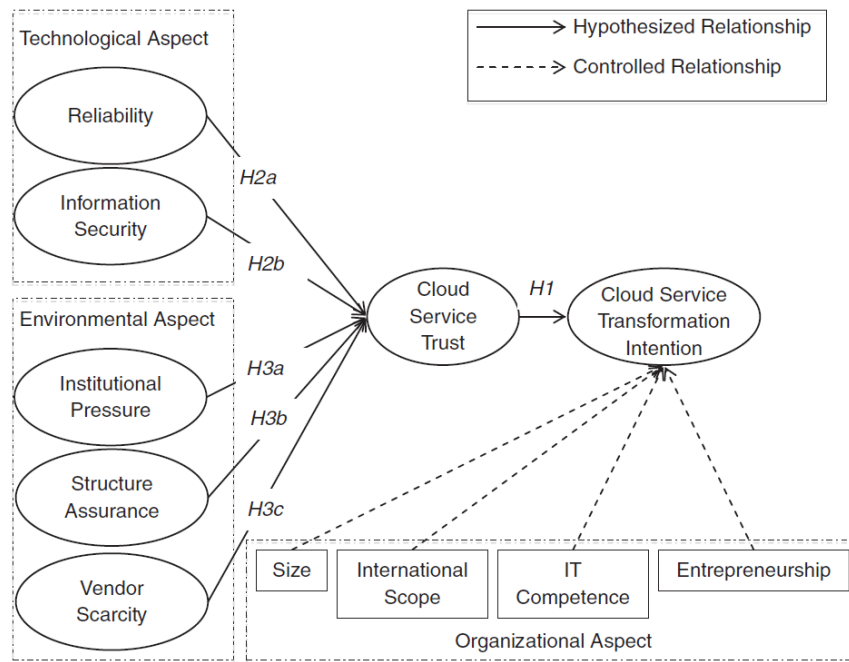 Technological Aspect
Reliability
Information
Security
Hypothesized Relationship
Controlled Relationship
H2a
H2b
Environmental Aspect
Institutional
Pressure
Structure
Assurance
Vendor
Scarcity
H3a
H3b
H3c
Cloud
Service
Trust
H1
Cloud Service
Transformation
Intention
Size
International
Scope
IT
Competence
Entrepreneurship
Organizational Aspect